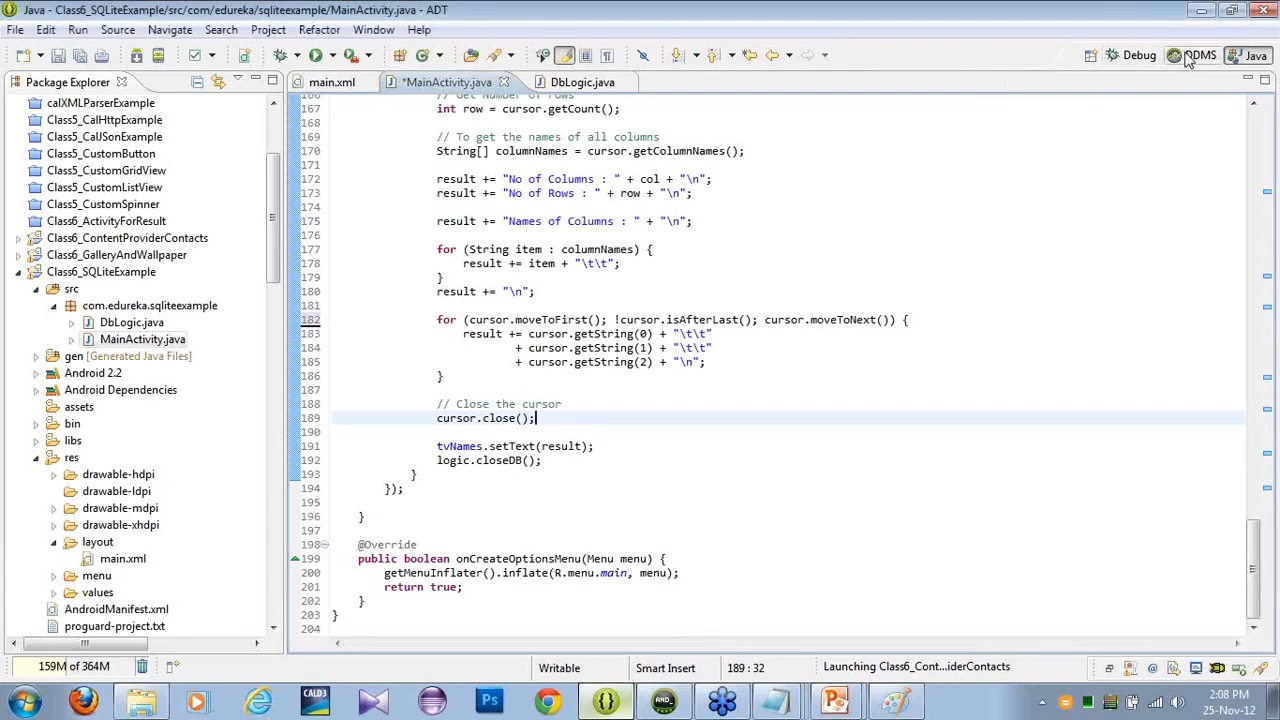 Java - Class6_SQLiteExample/src/com/edureka/sqliteexample/MainActivity.java - ADT
File Edit Run Source Navigate Search Project Refactor Window Help
Debug DDMS Java
Package Explorer
main.xml *MainActivity.java DbLogic.java
calXMLParserExample
Class5_CalHttpExample
Class5_CalJSonExample
Class5_CustomButton
Class5_CustomGridView
Class5_CustomListView
Class5_CustomSpinner
Class6_ActivityForResult
Class6_ContentProviderContacts
Class6_GalleryAndWallpaper
Class6_SQLiteExample
src
com.edureka.sqliteexample
DbLogic.java
MainActivity.java
gen [Generated Java Files]
Android 2.2
Android Dependencies
assets
bin
libs
res
drawable-hdpi
drawable-ldpi
drawable-mdpi
drawable-xhdpi
layout
main.xml
menu
values
AndroidManifest.xml
proguard-project.txt
166 // Get Number of rows
167 int row = cursor.getCount();
168
169 // To get the names of all columns
170 String[] columnNames = cursor.getColumnNames();
171
172 result += "No of Columns : " + col + "\n";
173 result += "No of Rows : " + row + "\n";
174
175 result += "Names of Columns : " + "\n";
176
177 for (String item : columnNames) {
178 result += item + "\t\t";
179 }
180 result += "\n";
181
182 for (cursor.moveToFirst(); !cursor.isAfterLast(); cursor.moveToNext()) {
183 result += cursor.getString(0) + "\t\t"
184 + cursor.getString(1) + "\t\t"
185 + cursor.getString(2) + "\n";
186 }
187
188 // Close the cursor
189 cursor.close();
190
191 tvNames.setText(result);
192 logic.closeDB();
193 }
194 });
195
196 }
197
198 @Override
199 public boolean onCreateOptionsMenu(Menu menu) {
200 getMenuInflater().inflate(R.menu.main, menu);
201 return true;
202 }
203 }
204
159M of 364M Writable Smart Insert 189 : 32 Launching Class6_Cont...iderContacts
CALD3 Ps AND
2:08 PM
25-Nov-12